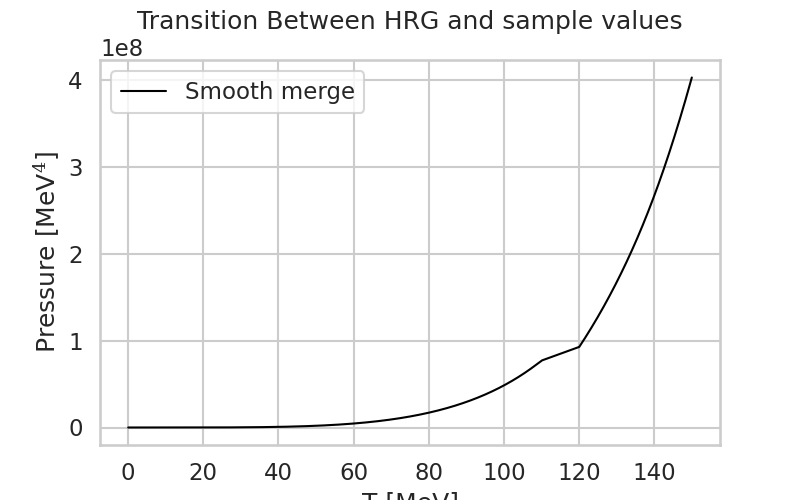 Transition Between HRG and sample values
1e8
Smooth merge
4
3
2
1
0
Pressure [MeV⁴]
0 20 40 60 80 100 120 140
T [MeV]